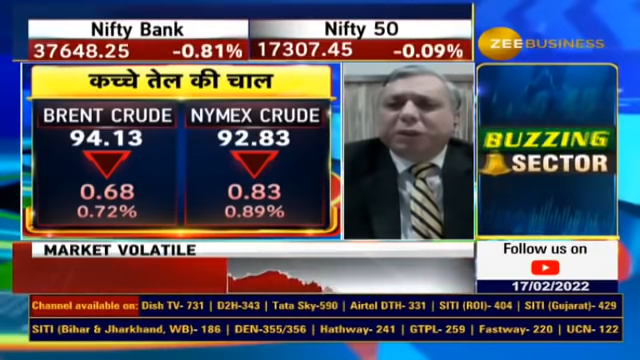 Nifty Bank
37648.25 -0.81%
Nifty 50
17307.45 -0.09%
ZEE BUSINESS
कच्चे तेल की चाल
BRENT CRUDE
94.13
0.68
0.72%
NYMEX CRUDE
92.83
0.83
0.89%
BUZZING
SECTOR
MARKET VOLATILE
Follow us on
17/02/2022
Channel available on: Dish TV- 731 | D2H-343 | Tata Sky-590 | Airtel DTH- 331 | SITI (ROI)- 404 | SITI (Gujarat)- 429
SITI (Bihar & Jharkhand, WB)- 186 | DEN-355/356 | Hathway- 241 | GTPL- 259 | Fastway- 220 | UCN- 122